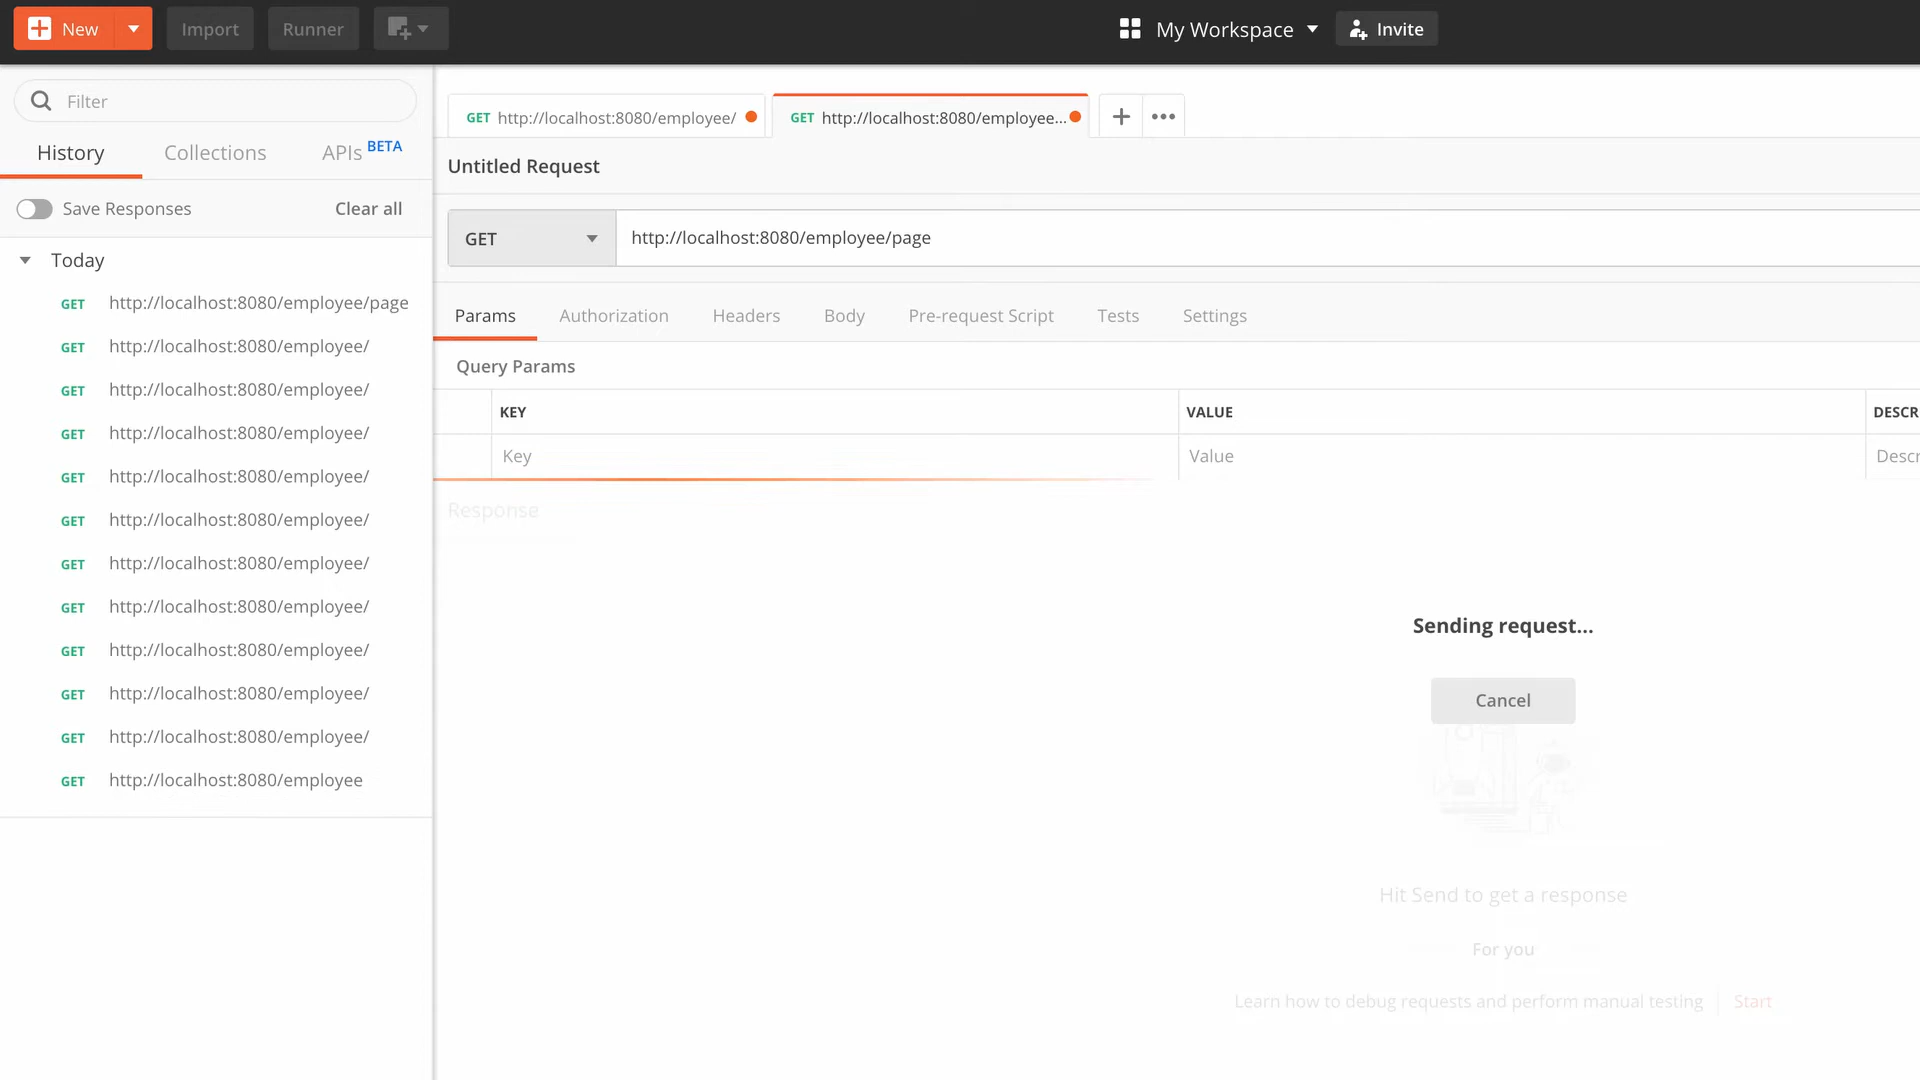 New Import Runner My Workspace Invite
Filter
History Collections APIs BETA
Save Responses Clear all
Today
GET http://localhost:8080/employee/page
GET http://localhost:8080/employee/
GET http://localhost:8080/employee/
GET http://localhost:8080/employee/
GET http://localhost:8080/employee/
GET http://localhost:8080/employee/
GET http://localhost:8080/employee/
GET http://localhost:8080/employee/
GET http://localhost:8080/employee/
GET http://localhost:8080/employee/
GET http://localhost:8080/employee/
GET http://localhost:8080/employee
GET http://localhost:8080/employee/ GET http://localhost:8080/employee...
Untitled Request
GET http://localhost:8080/employee/page
Params Authorization Headers Body Pre-request Script Tests Settings
Query Params
KEY VALUE DESCR
Key Value Descr
Response
Sending request...
Cancel
Hit Send to get a response
For you
Learn how to debug requests and perform manual testing Start